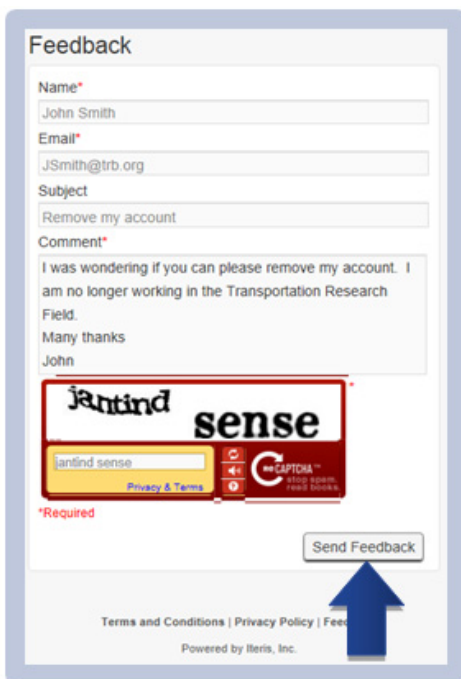 Feedback
Name*
John Smith
Email*
JSmith@trb.org
Subject
Remove my account
Comment*
I was wondering if you can please remove my account. I
am no longer working in the Transportation Research
Field.
Many thanks
John
*
jantind sense
jantind sense
Privacy & Terms
reCAPTCHA™
stop spam.
read books.
*Required
Send Feedback
Terms and Conditions | Privacy Policy |
Powered by Iteris, Inc.